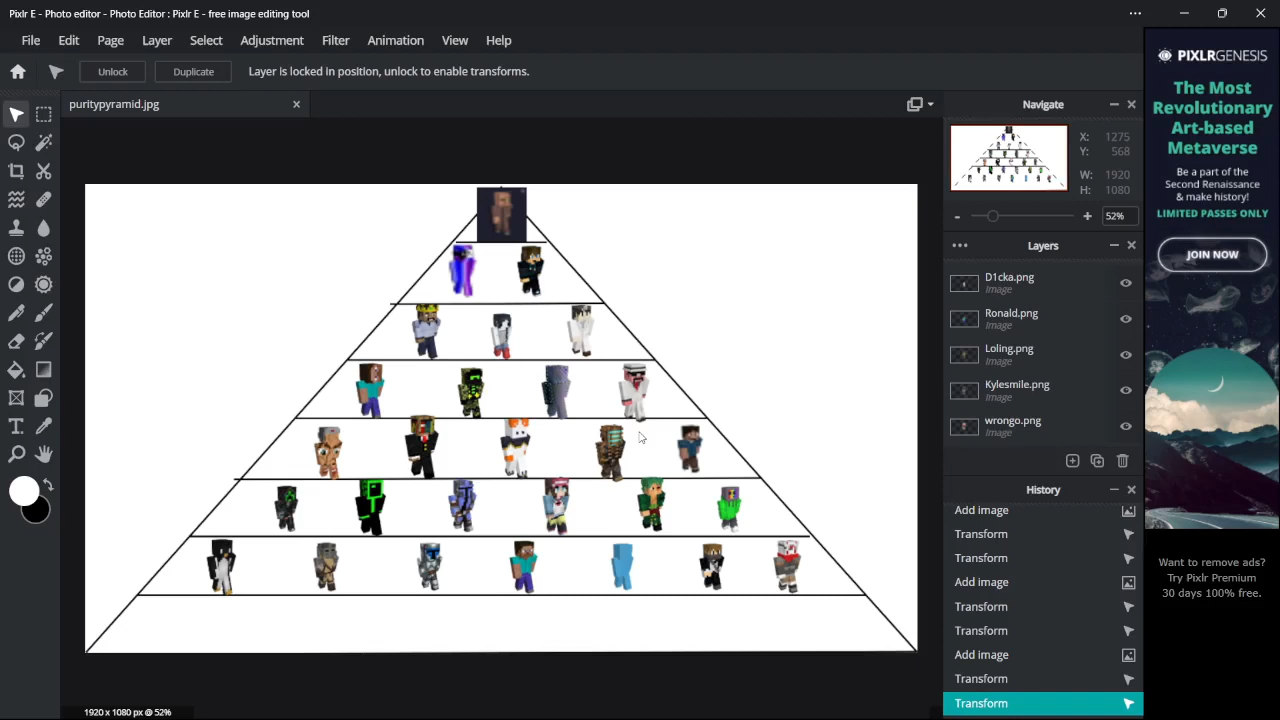 Pixlr E - Photo editor - Photo Editor : Pixlr E - free image editing tool
File Edit Page Layer Select Adjustment Filter Animation View Help
Unlock Duplicate Layer is locked in position, unlock to enable transforms.
puritypyramid.jpg
Navigate
X: 1275
Y: 568
W: 1920
H: 1080
- + 52%
Layers
D1cka.png
Image
Ronald.png
Image
Loling.png
Image
Kylesmile.png
Image
wrongo.png
Image
History
Add image
Transform
Transform
Add image
Transform
Transform
Add image
Transform
Transform
1920 x 1080 px @ 52%
PIXLRGENESIS
The Most
Revolutionary
Art-based
Metaverse
Be a part of the
Second Renaissance
& make history!
LIMITED PASSES ONLY
JOIN NOW
Want to remove ads?
Try Pixlr Premium
30 days 100% free.